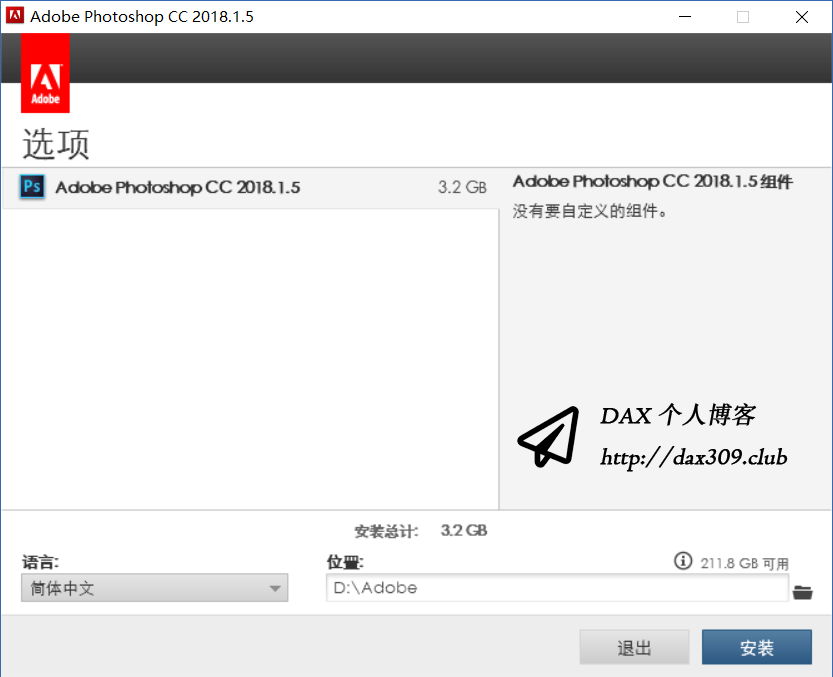 Adobe Photoshop CC 2018.1.5
Adobe
选项
Ps Adobe Photoshop CC 2018.1.5 3.2 GB
Adobe Photoshop CC 2018.1.5 组件
没有要自定义的组件。
DAX 个人博客
http://dax309.club
安装总计: 3.2 GB
语言: 位置: 211.8 GB 可用
简体中文 D:\Adobe
退出 安装